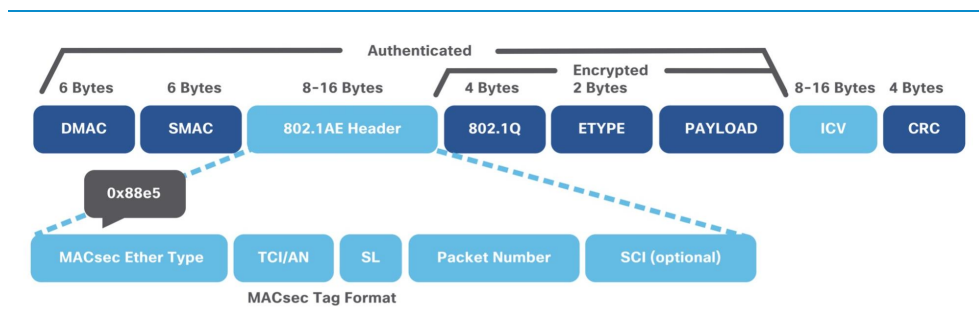 Authenticated
Encrypted
6 Bytes 6 Bytes 8-16 Bytes 4 Bytes 2 Bytes 8-16 Bytes 4 Bytes
DMAC SMAC 802.1AE Header 802.1Q ETYPE PAYLOAD ICV CRC
0x88e5
MACsec Ether Type TCI/AN SL Packet Number SCI (optional)
MACsec Tag Format